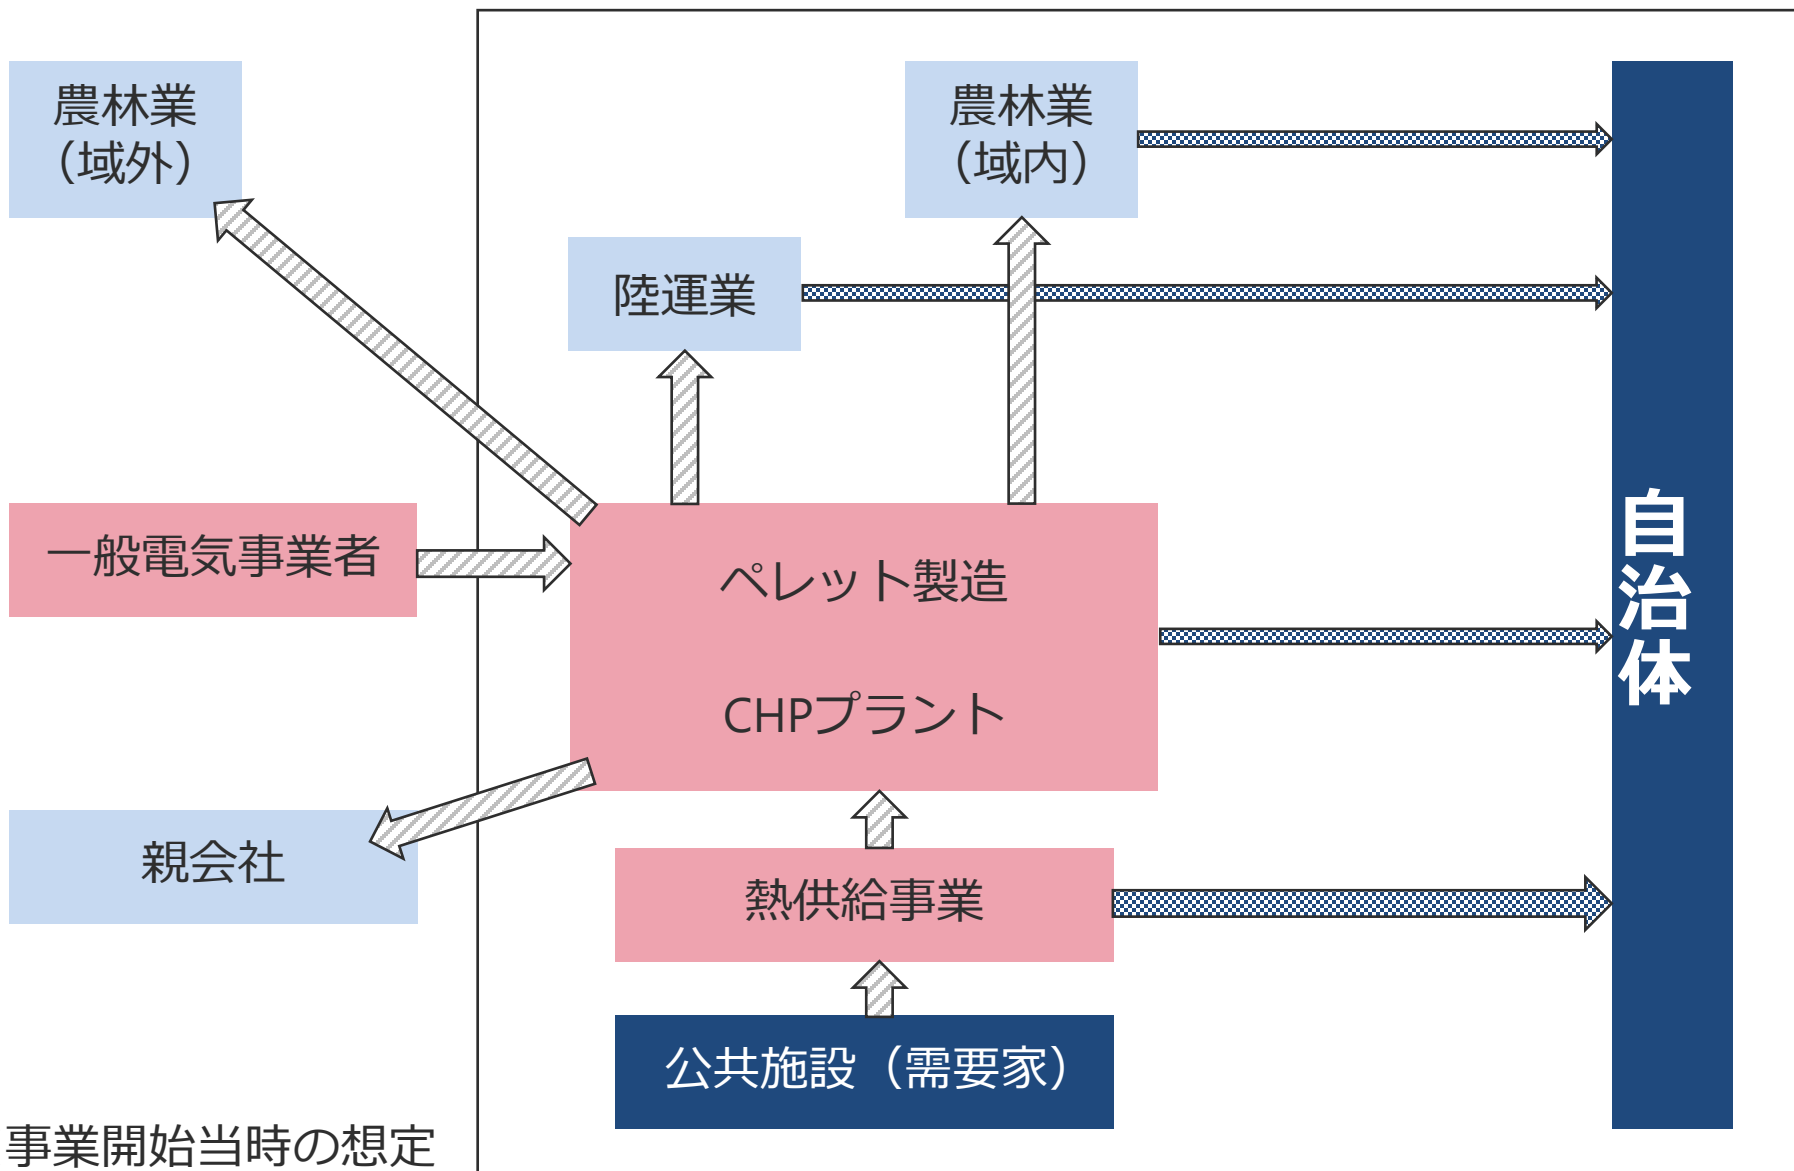 農林業
（域外）
農林業
（域内）
陸運業
一般電気事業者
ペレット製造
CHPプラント
自治体
親会社
熱供給事業
公共施設（需要家）
事業開始当時の想定